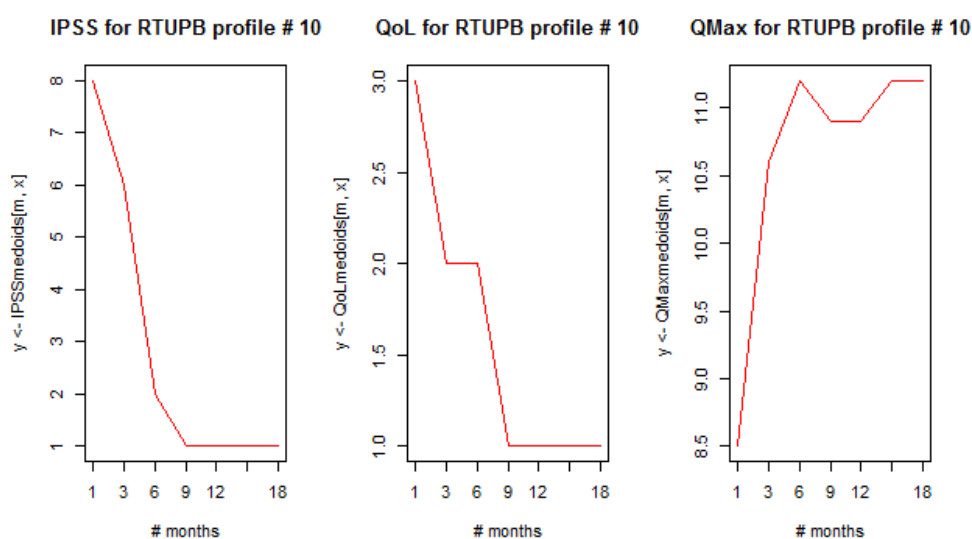 IPSS for RTUPB profile # 10
y <- IPSSmedoids[m, x]
8
7
6
5
4
3
2
1
1 3 6 9 12 18
# months
QoL for RTUPB profile # 10
y <- QoLmedoids[m, x]
3.0
2.5
2.0
1.5
1.0
1 3 6 9 12 18
# months
QMax for RTUPB profile # 10
y <- QMaxmedoids[m, x]
11.0
10.5
10.0
9.5
9.0
8.5
1 3 6 9 12 18
# months